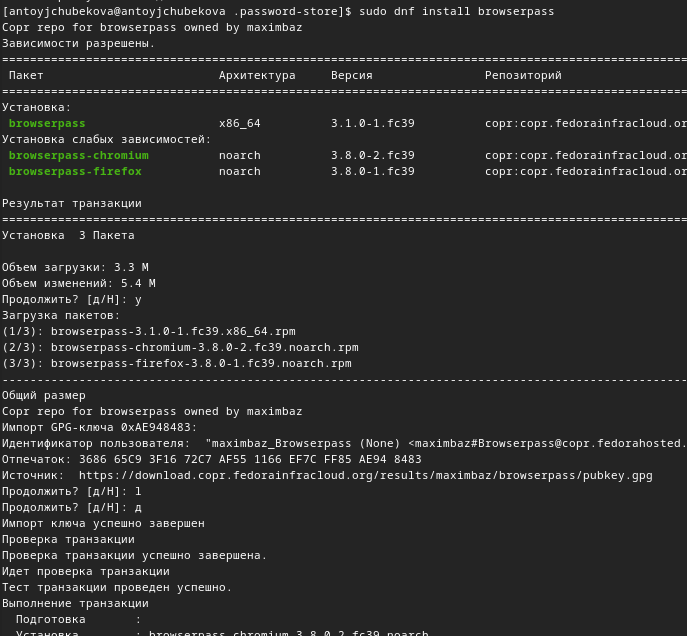 [antoyjchubekova@antoyjchubekova .password-store]$ sudo dnf install browserpass
Copr repo for browserpass owned by maximbaz
Зависимости разрешены.
================================================================================
Пакет Архитектура Версия Репозиторий
================================================================================
Установка:
browserpass x86_64 3.1.0-1.fc39 copr:copr.fedorainfracloud.or
Установка слабых зависимостей:
browserpass-chromium noarch 3.8.0-2.fc39 copr:copr.fedorainfracloud.or
browserpass-firefox noarch 3.8.0-1.fc39 copr:copr.fedorainfracloud.or
Результат транзакции
================================================================================
Установка 3 Пакета
Объем загрузки: 3.3 M
Объем изменений: 5.4 M
Продолжить? [д/Н]: y
Загрузка пакетов:
(1/3): browserpass-3.1.0-1.fc39.x86_64.rpm
(2/3): browserpass-chromium-3.8.0-2.fc39.noarch.rpm
(3/3): browserpass-firefox-3.8.0-1.fc39.noarch.rpm
--------------------------------------------------------------------------------
Общий размер
Copr repo for browserpass owned by maximbaz
Импорт GPG-ключа 0xAE948483:
Идентификатор пользователя: "maximbaz_Browserpass (None) <maximbaz#Browserpass@copr.fedorahosted.
Отпечаток: 3686 65C9 3F16 72C7 AF55 1166 EF7C FF85 AE94 8483
Источник: https://download.copr.fedorainfracloud.org/results/maximbaz/browserpass/pubkey.gpg
Продолжить? [д/Н]: l
Продолжить? [д/Н]: д
Импорт ключа успешно завершен
Проверка транзакции
Проверка транзакции успешно завершена.
Идет проверка транзакции
Тест транзакции проведен успешно.
Выполнение транзакции
Подготовка :
Установка : browserpass-chromium-3.8.0-2.fc39.noarch